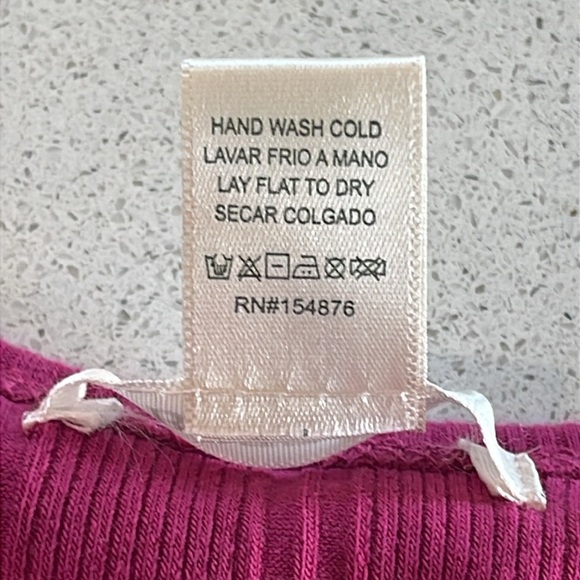 HAND WASH COLD
LAVAR FRIO A MANO
LAY FLAT TO DRY
SECAR COLGADO
RN#154876